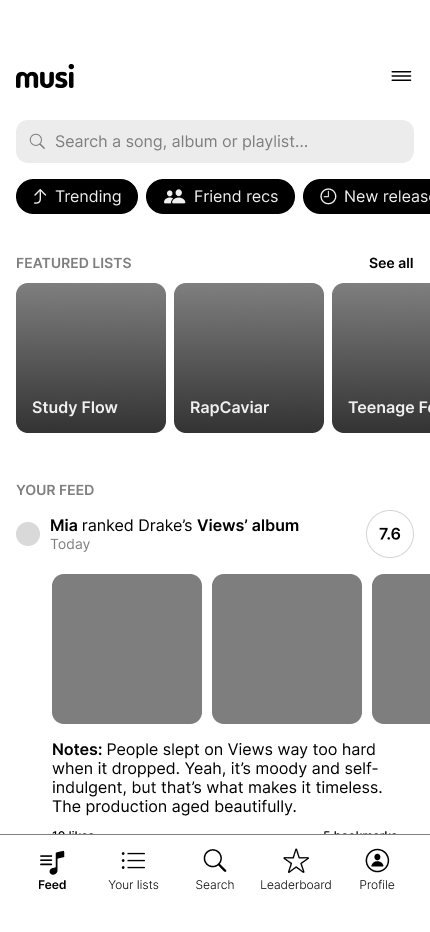 musi
Search a song, album or playlist...
Trending
Friend recs
New release
FEATURED LISTS
See all
Study Flow
RapCaviar
Teenage F
YOUR FEED
Mia ranked Drake’s Views’ album
Today
7.6
Notes: People slept on Views way too hard
when it dropped. Yeah, it’s moody and self-
indulgent, but that’s what makes it timeless.
The production aged beautifully.
Feed
Your lists
Search
Leaderboard
Profile